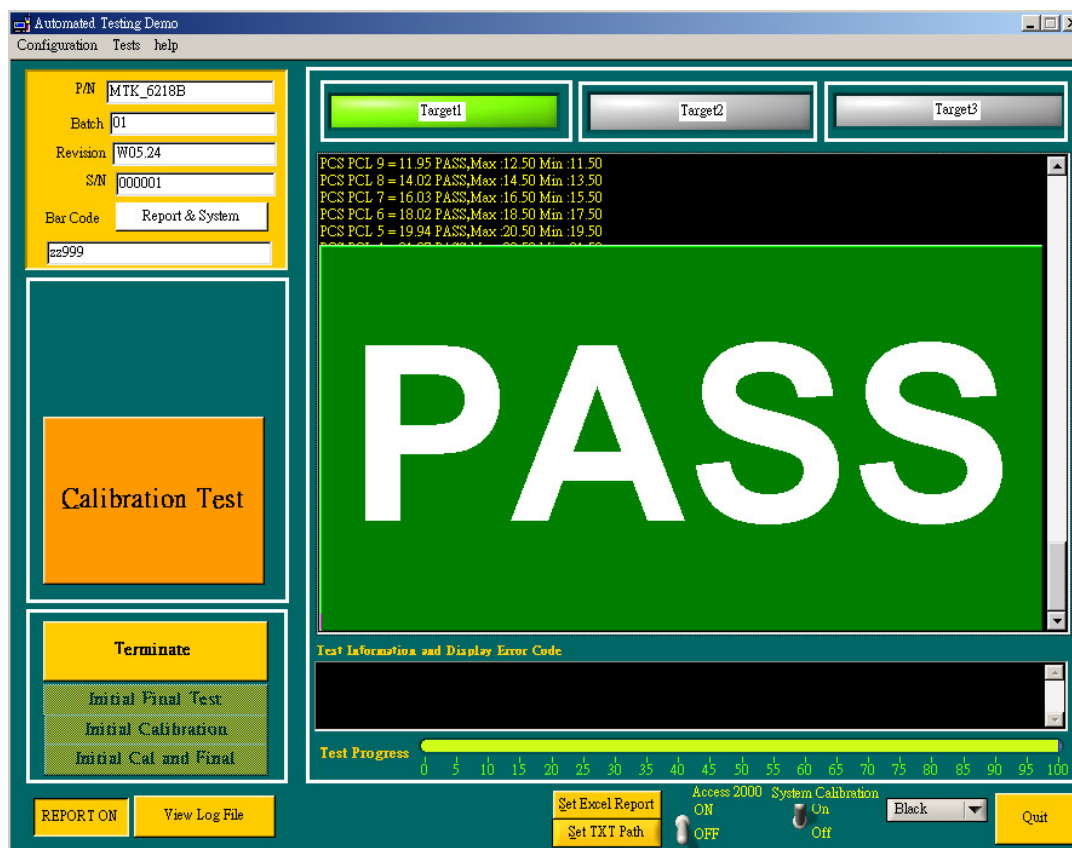 Automated Testing Demo
Configuration Tests help
P/N MTK_6218B
Batch 01
Revision W05.24
S/N 000001
Bar Code Report & System
zz999
Calibration Test
Terminate
Initial Final Test
Initial Calibration
Initial Cal and Final
REPORT ON View Log File
Target1 Target2 Target3
PCS PCL 9 = 11.95 PASS,Max :12.50 Min :11.50
PCS PCL 8 = 14.02 PASS,Max :14.50 Min :13.50
PCS PCL 7 = 16.03 PASS,Max :16.50 Min :15.50
PCS PCL 6 = 18.02 PASS,Max :18.50 Min :17.50
PCS PCL 5 = 19.94 PASS,Max :20.50 Min :19.50
PASS
Test Information and Display Error Code
Test Progress
0 5 10 15 20 25 30 35 40 45 50 55 60 65 70 75 80 85 90 95 100
Set Excel Report
Set TXT Path
Access 2000
ON
OFF
System Calibration
On
Off
Black
Quit